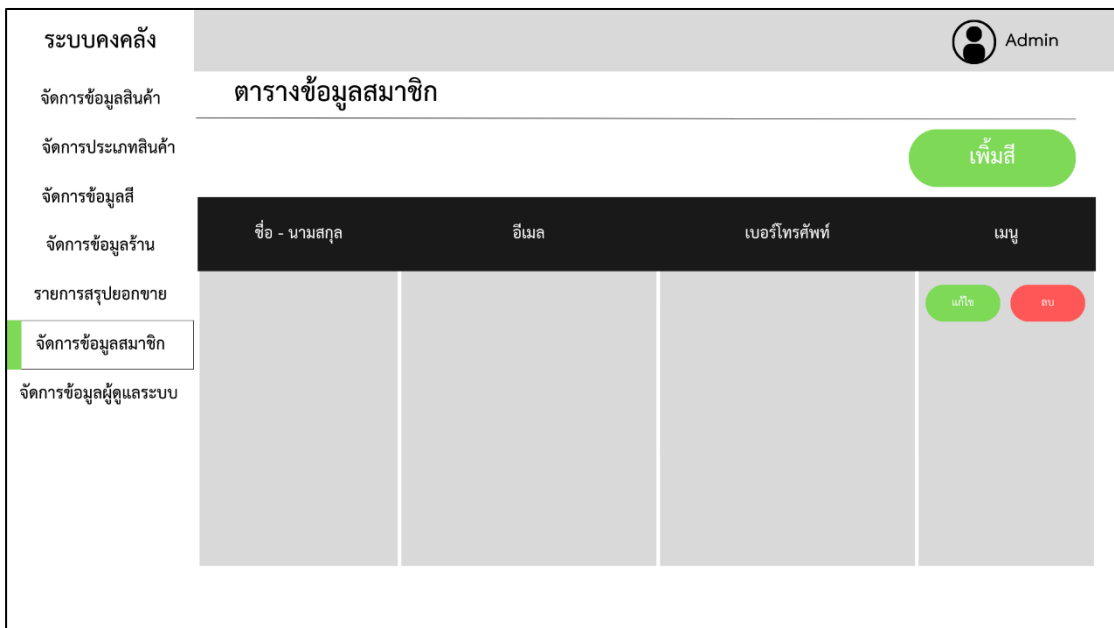 ระบบคงคลัง
Admin
จัดการข้อมูลสินค้า
จัดการประเภทสินค้า
จัดการข้อมูลสี
จัดการข้อมูลร้าน
รายการสรุปยอกขาย
จัดการข้อมูลสมาชิก
จัดการข้อมูลผู้ดูแลระบบ
ตารางข้อมูลสมาชิก
เพิ่มสี
ชื่อ - นามสกุล อีเมล เบอร์โทรศัพท์ เมนู
แก้ไข ลบ